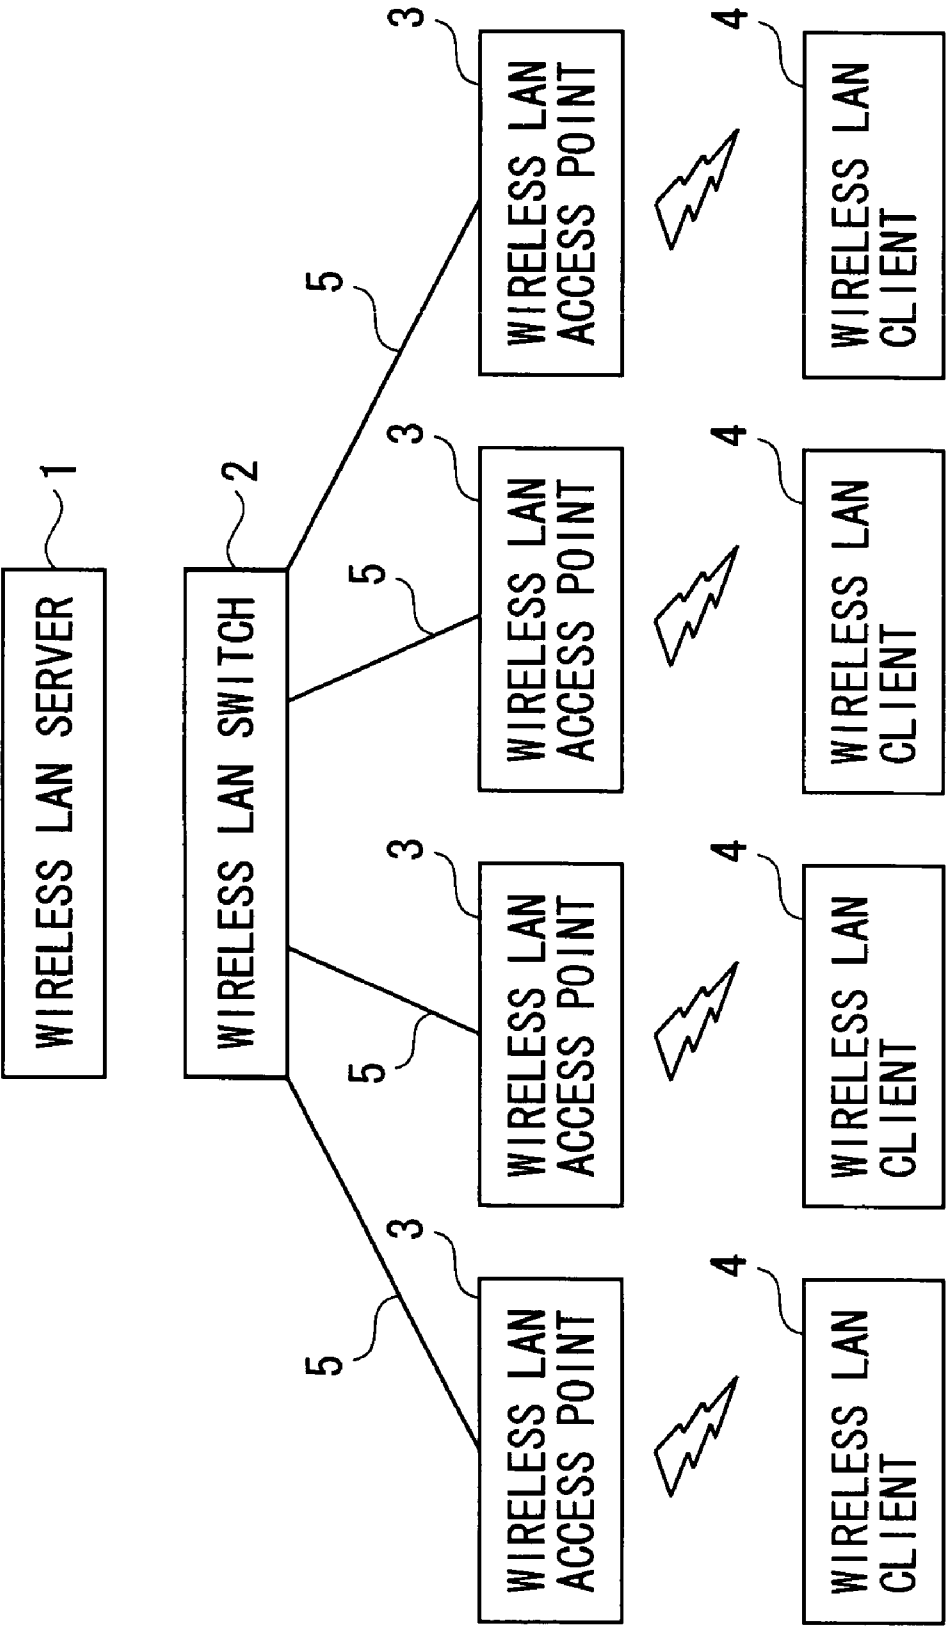 WIRELESS LAN SERVER
1
WIRELESS LAN SWITCH
2
5
5
5
5
3
3
3
3
WIRELESS LAN
ACCESS POINT
WIRELESS LAN
ACCESS POINT
WIRELESS LAN
ACCESS POINT
WIRELESS LAN
ACCESS POINT
4
4
4
4
WIRELESS LAN
CLIENT
WIRELESS LAN
CLIENT
WIRELESS LAN
CLIENT
WIRELESS LAN
CLIENT